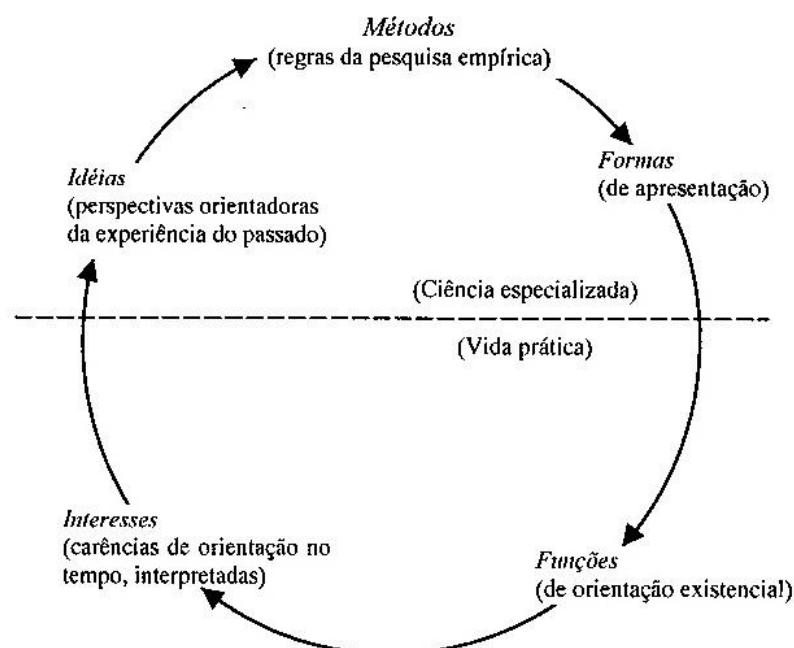 Métodos
(regras da pesquisa empírica)
Formas
(de apresentação)
Idéias
(perspectivas orientadoras
da experiência do passado)
(Ciência especializada)
(Vida prática)
Interesses
(carências de orientação no
tempo, interpretadas)
Funções
(de orientação existencial)